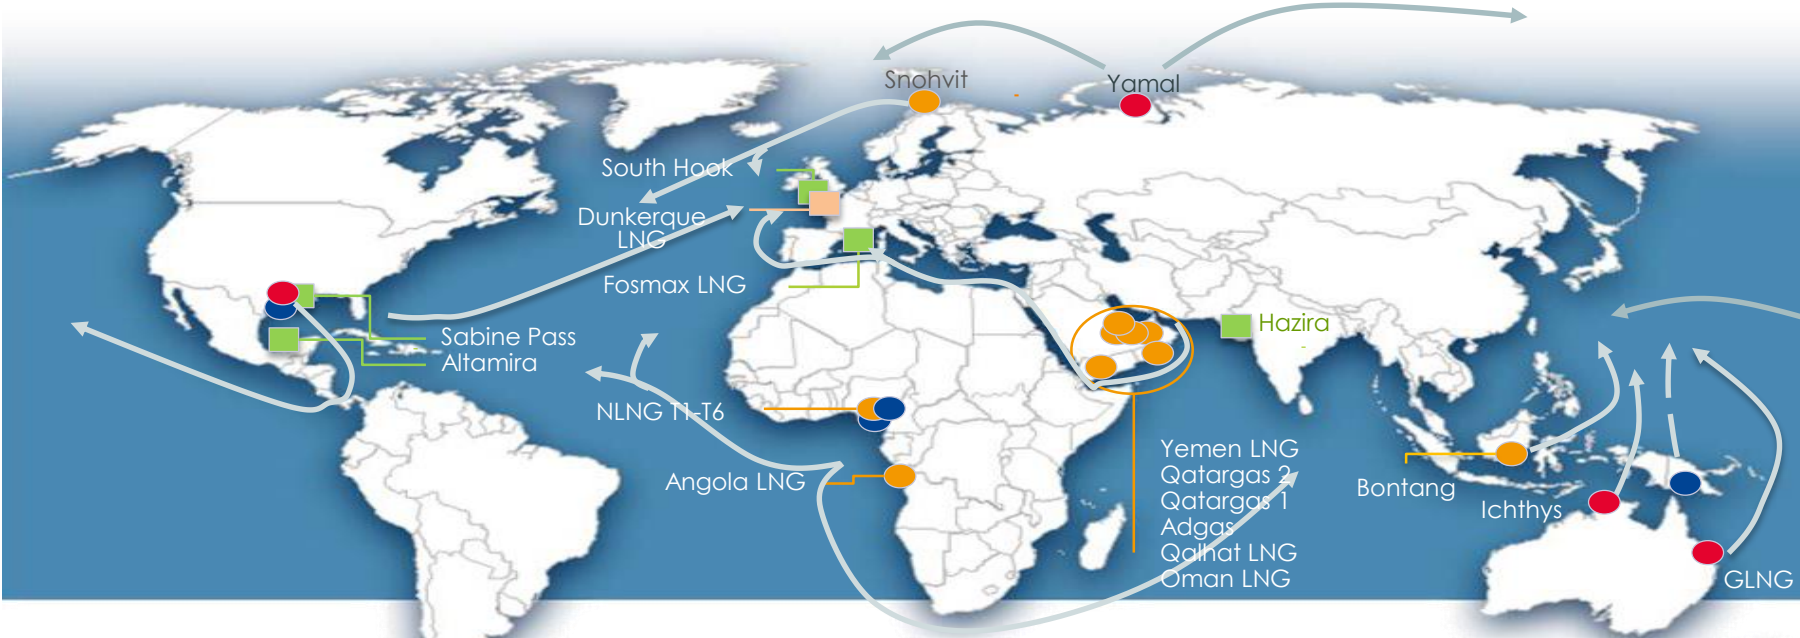 Snohvit
Yamal
South Hook
Dunkerque
LNG
Fosmax LNG
Sabine Pass
Altamira
Hazira
NLNG T1-T6
Angola LNG
Yemen LNG
Qatargas 2
Qatargas 1
Adgas
Qalhat LNG
Oman LNG
Bontang
Ichthys
GLNG